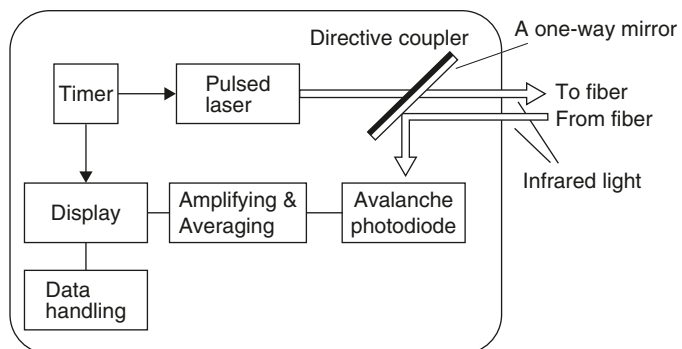 Directive coupler
A one-way mirror
Timer
Pulsed
laser
To fiber
From fiber
Infrared light
Display
Amplifying &
Averaging
Avalanche
photodiode
Data
handling